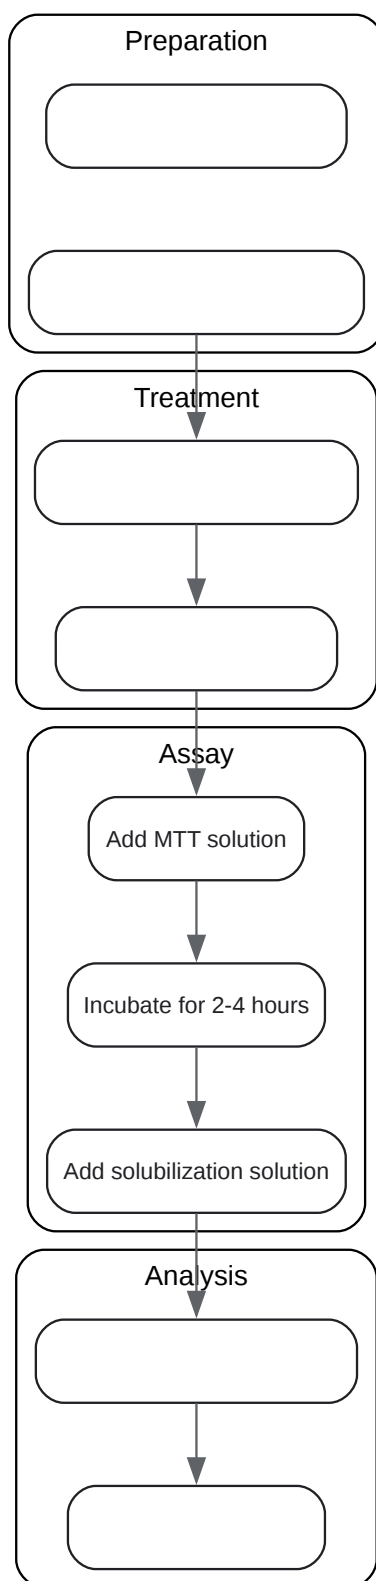 Preparation
Treatment
Assay
Add MTT solution
Incubate for 2-4 hours
Add solubilization solution
Analysis